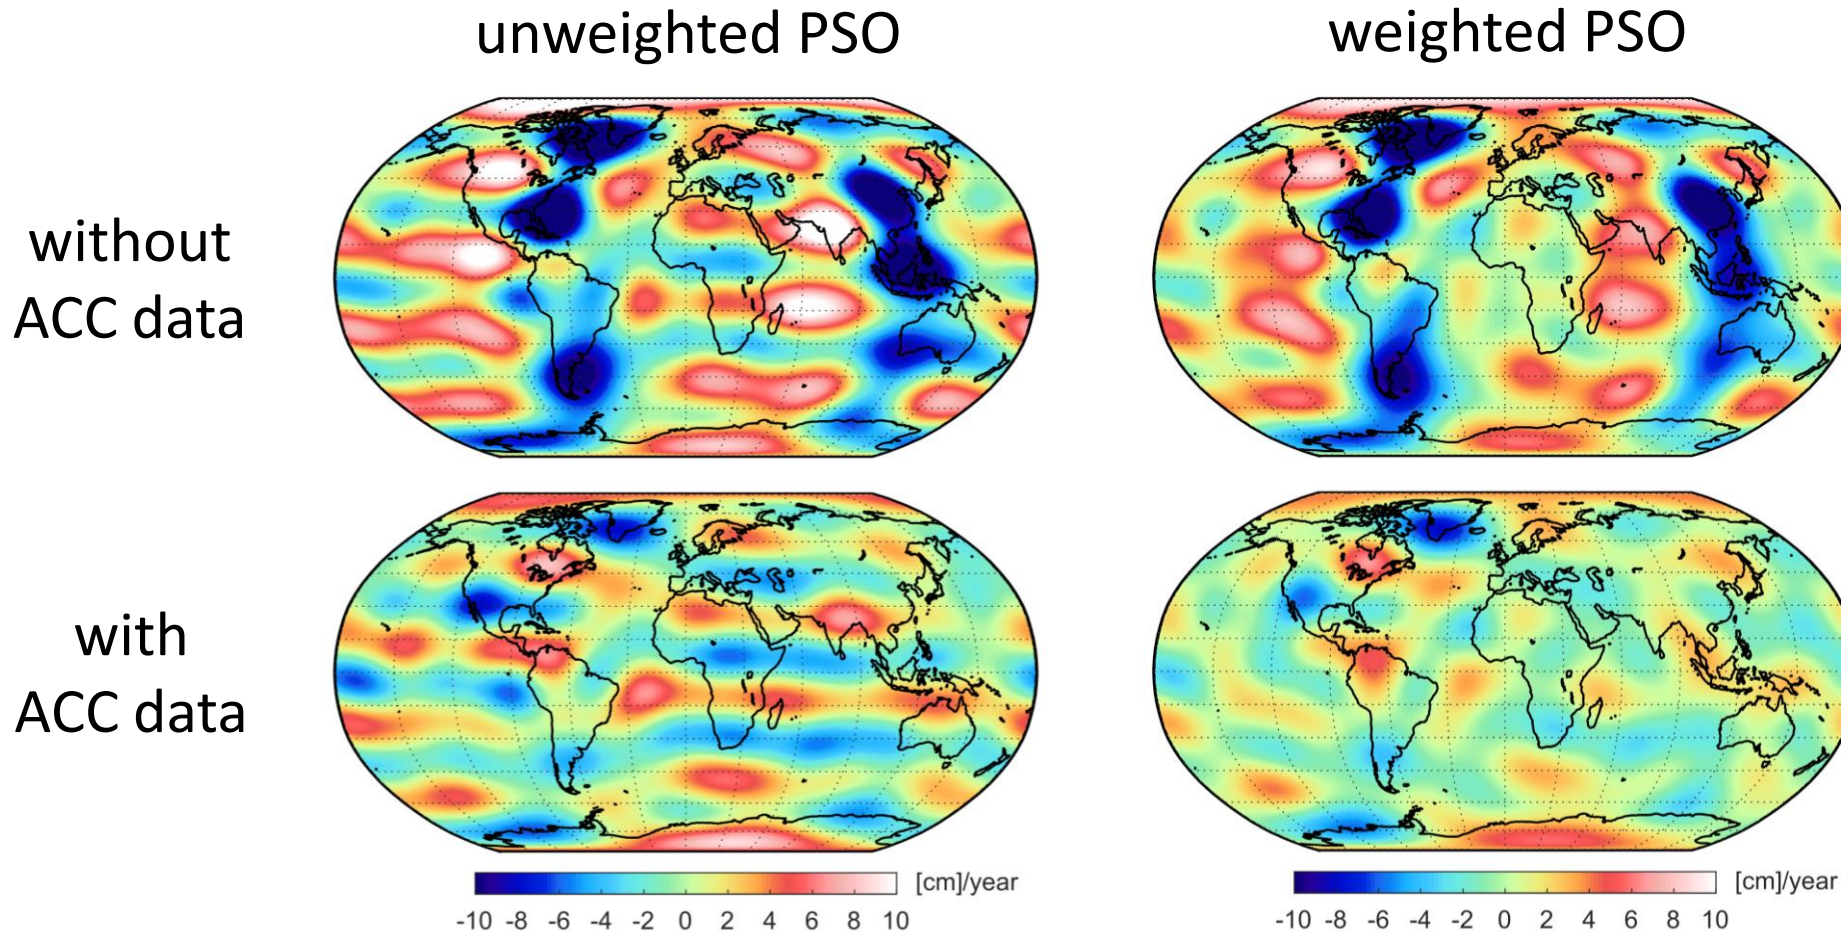 unweighted PSO
weighted PSO
without
ACC data
with
ACC data
[cm]/year
-10 -8 -6 -4 -2 0 2 4 6 8 10
[cm]/year
-10 -8 -6 -4 -2 0 2 4 6 8 10